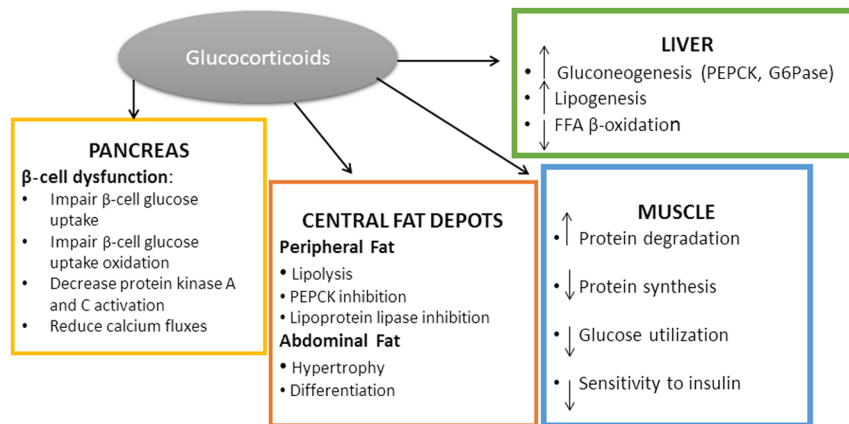 Glucocorticoids
LIVER
• ↑ Gluconeogenesis (PEPCK, G6Pase)
• ↑ Lipogenesis
• ↓ FFA β-oxidation
PANCREAS
β-cell dysfunction:
• Impair β-cell glucose
uptake
• Impair β-cell glucose
uptake oxidation
• Decrease protein kinase A
and C activation
• Reduce calcium fluxes
CENTRAL FAT DEPOTS
Peripheral Fat
• Lipolysis
• PEPCK inhibition
• Lipoprotein lipase inhibition
Abdominal Fat
• Hypertrophy
• Differentiation
MUSCLE
• ↑ Protein degradation
• ↓ Protein synthesis
• ↓ Glucose utilization
• ↓ Sensitivity to insulin